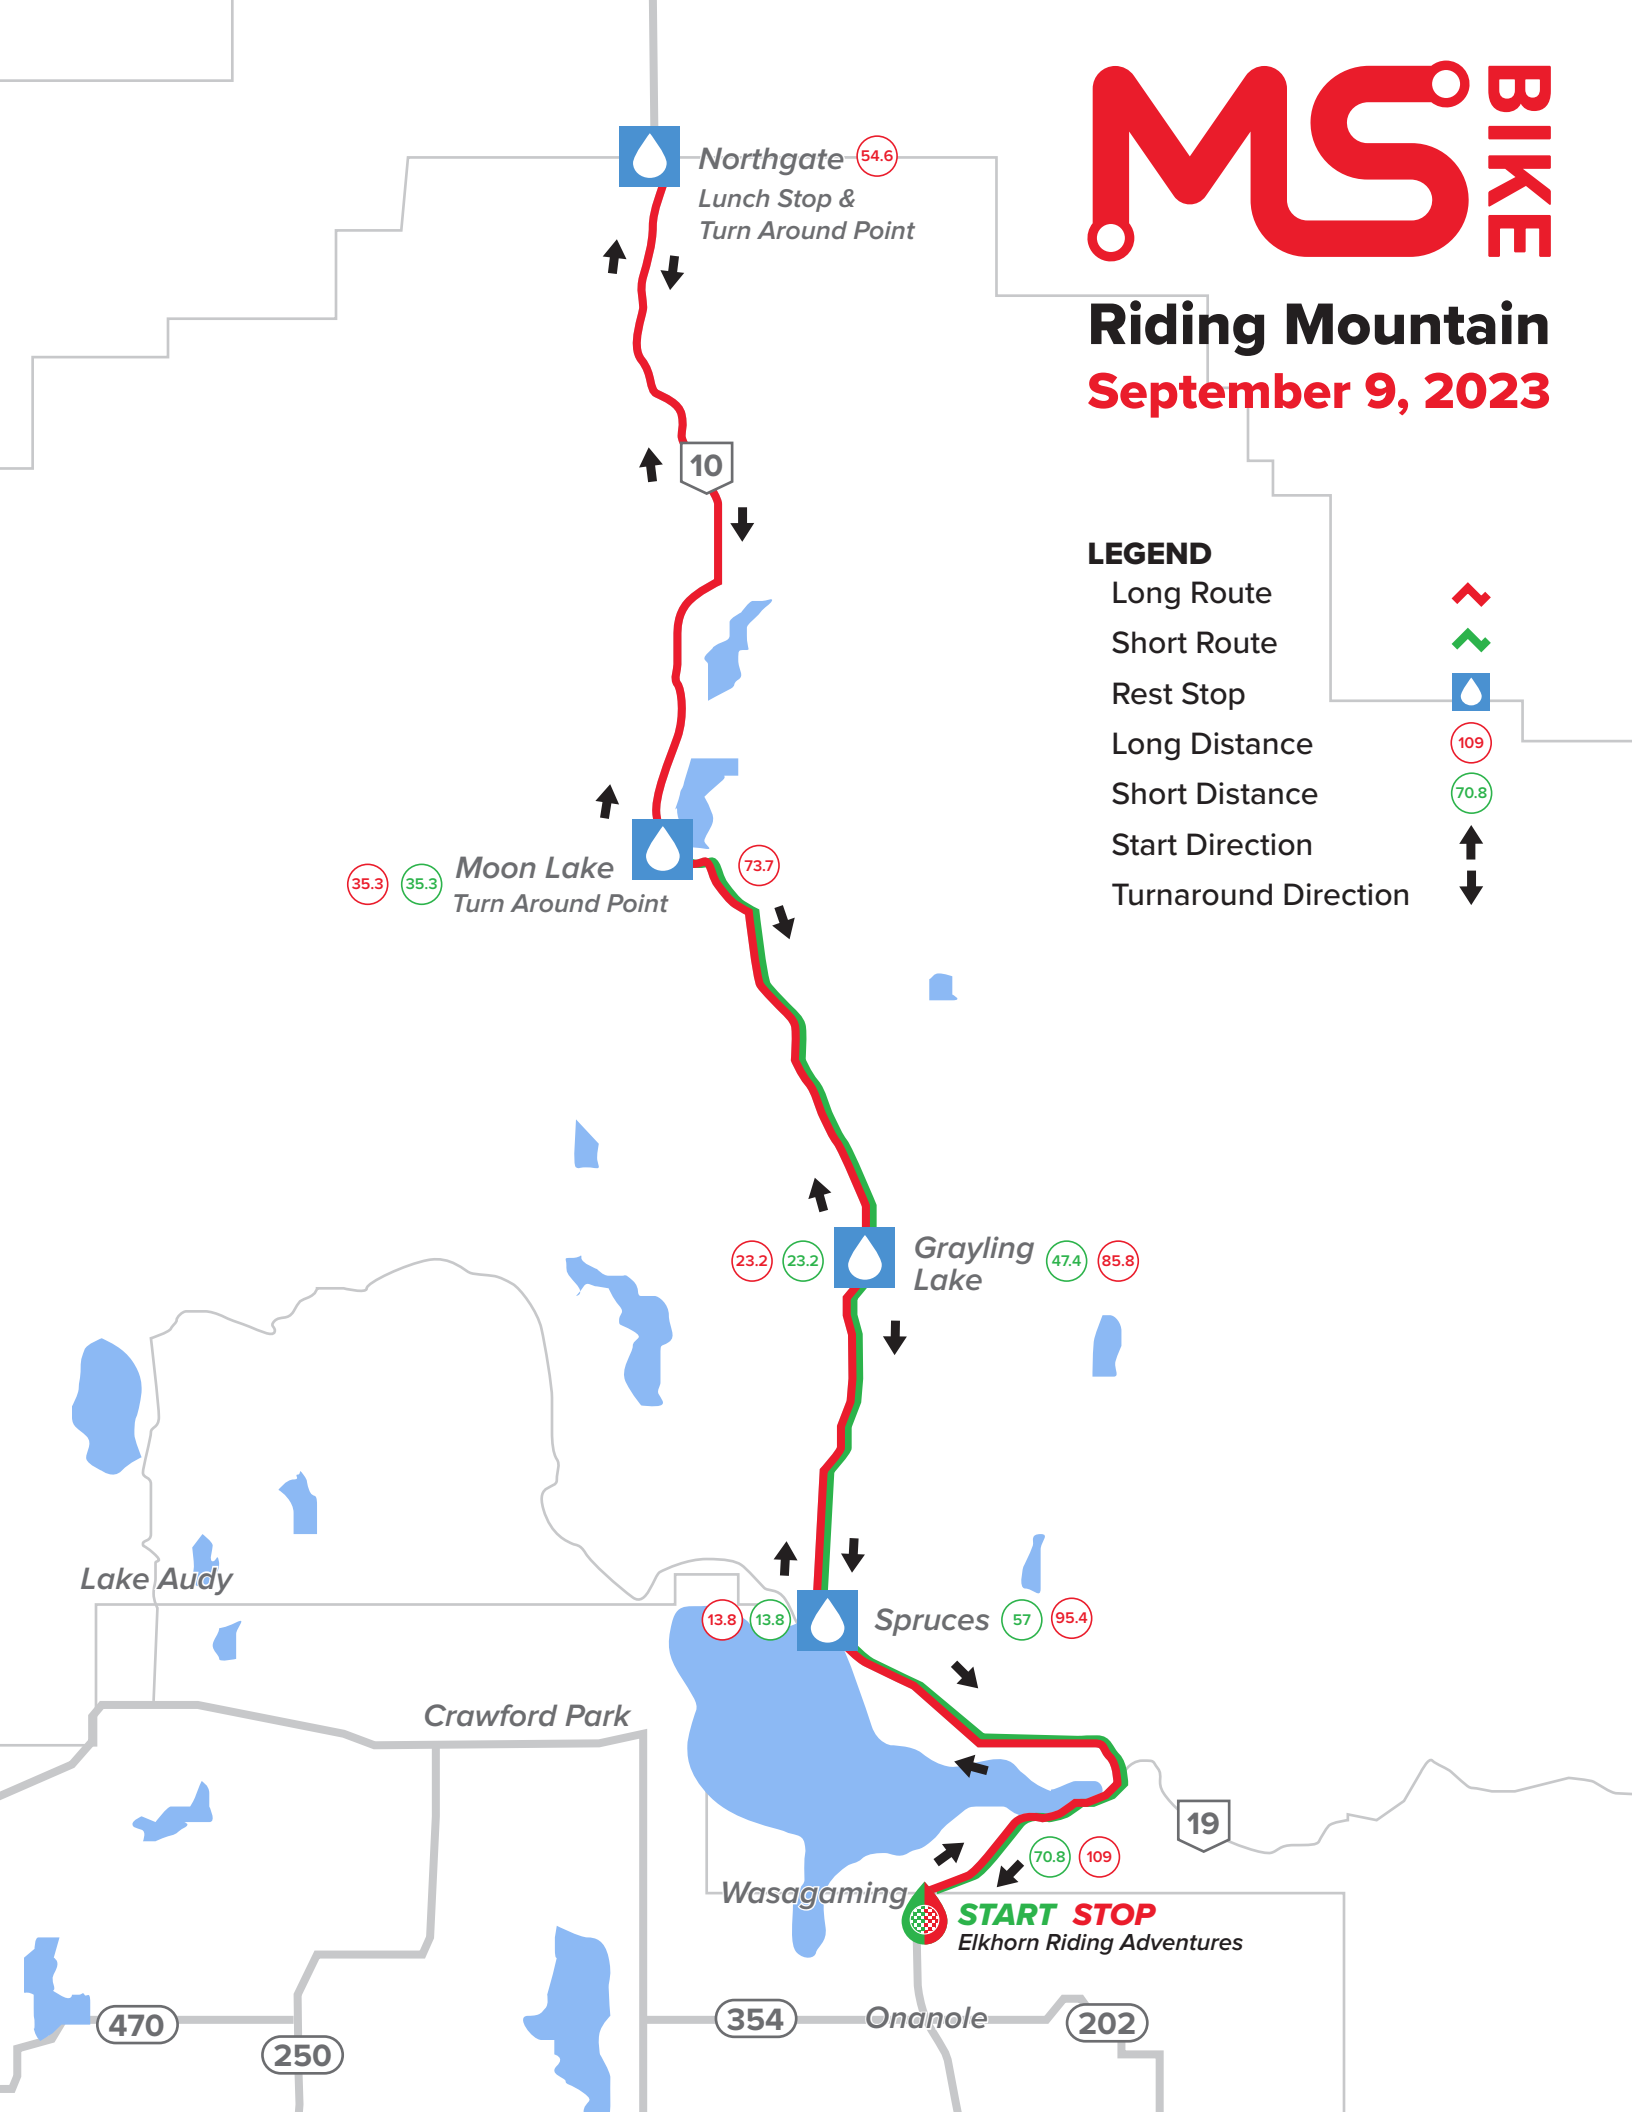 MS BIKE
Riding Mountain
September 9, 2023
Northgate 54.6
Lunch Stop &
Turn Around Point
10
LEGEND
Long Route
Short Route
Rest Stop
Long Distance 109
Short Distance 70.8
Start Direction
Turnaround Direction
35.3 35.3 Moon Lake 73.7
Turn Around Point
23.2 23.2 Grayling
Lake 47.4 85.8
Lake Audy
13.8 13.8 Spruces 57 95.4
Crawford Park
19
70.8 109
Wasagaming
START STOP
Elkhorn Riding Adventures
470
250
354
Onanole
202